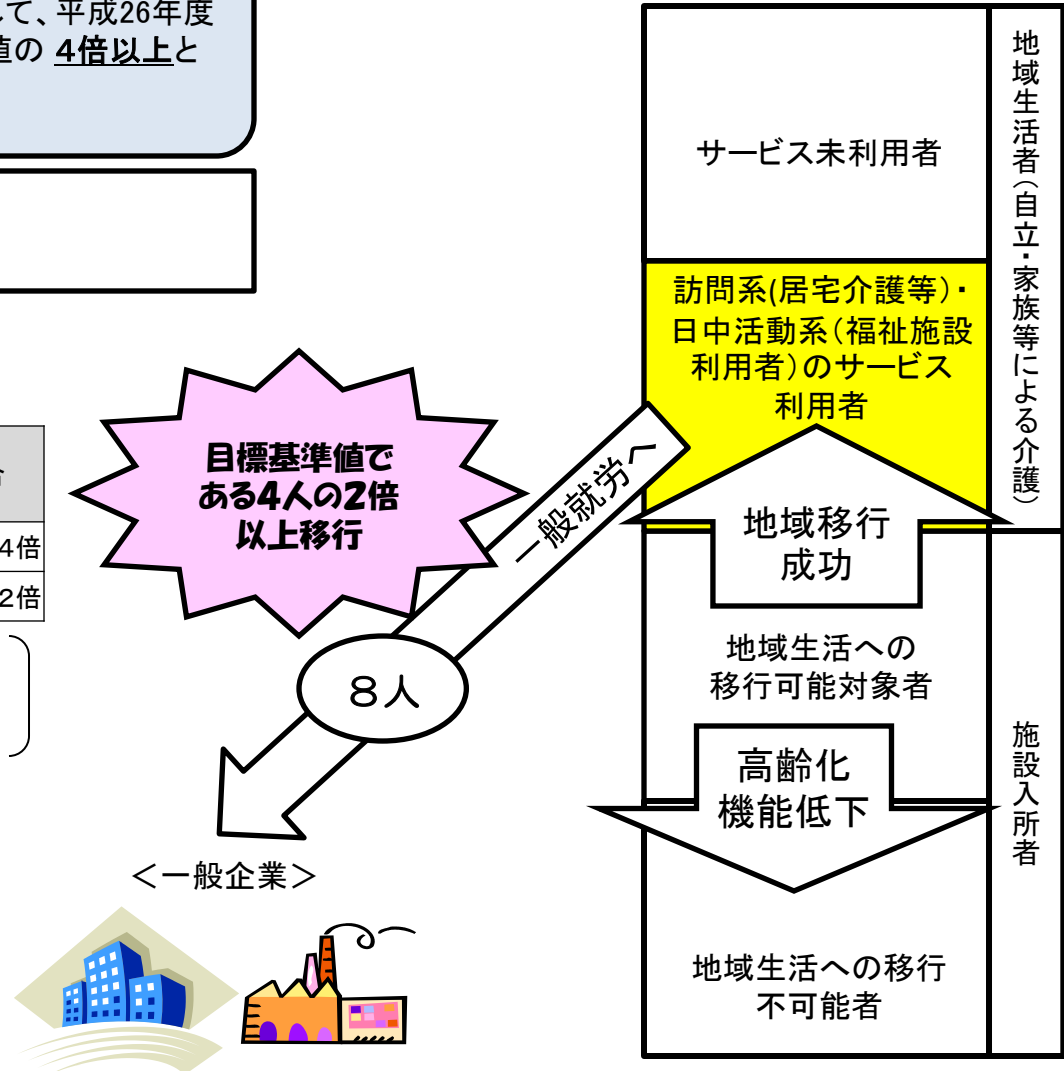 して、平成26年度
値の 4倍以上と
4倍
2倍
目標基準値で
ある4人の2倍
以上移行
一般就労へ
8人
<一般企業>
サービス未利用者
訪問系(居宅介護等)・
日中活動系(福祉施設
利用者)のサービス
利用者
地域移行
成功
地域生活への
移行可能対象者
高齢化
機能低下
地域生活への移行
不可能者
地域生活者(自立・家族等による介護)
施設入所者